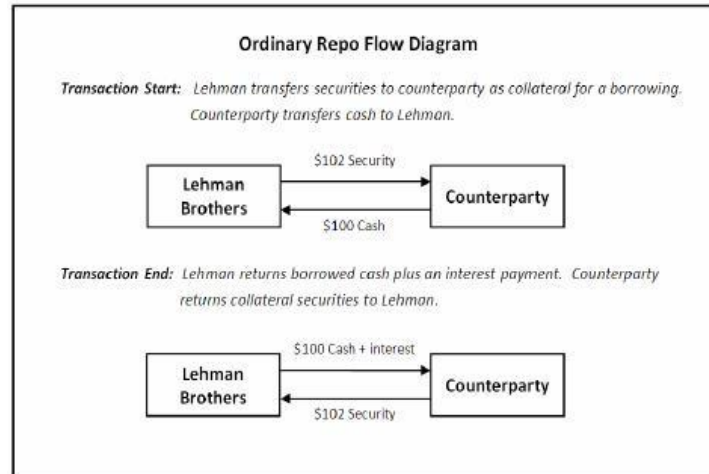 Ordinary Repo Flow Diagram
Transaction Start: Lehman transfers securities to counterparty as collateral for a borrowing.
Counterparty transfers cash to Lehman.
$102 Security
Lehman
Brothers
Counterparty
$100 Cash
Transaction End: Lehman returns borrowed cash plus an interest payment. Counterparty
returns collateral securities to Lehman.
$100 Cash + interest
Lehman
Brothers
Counterparty
$102 Security